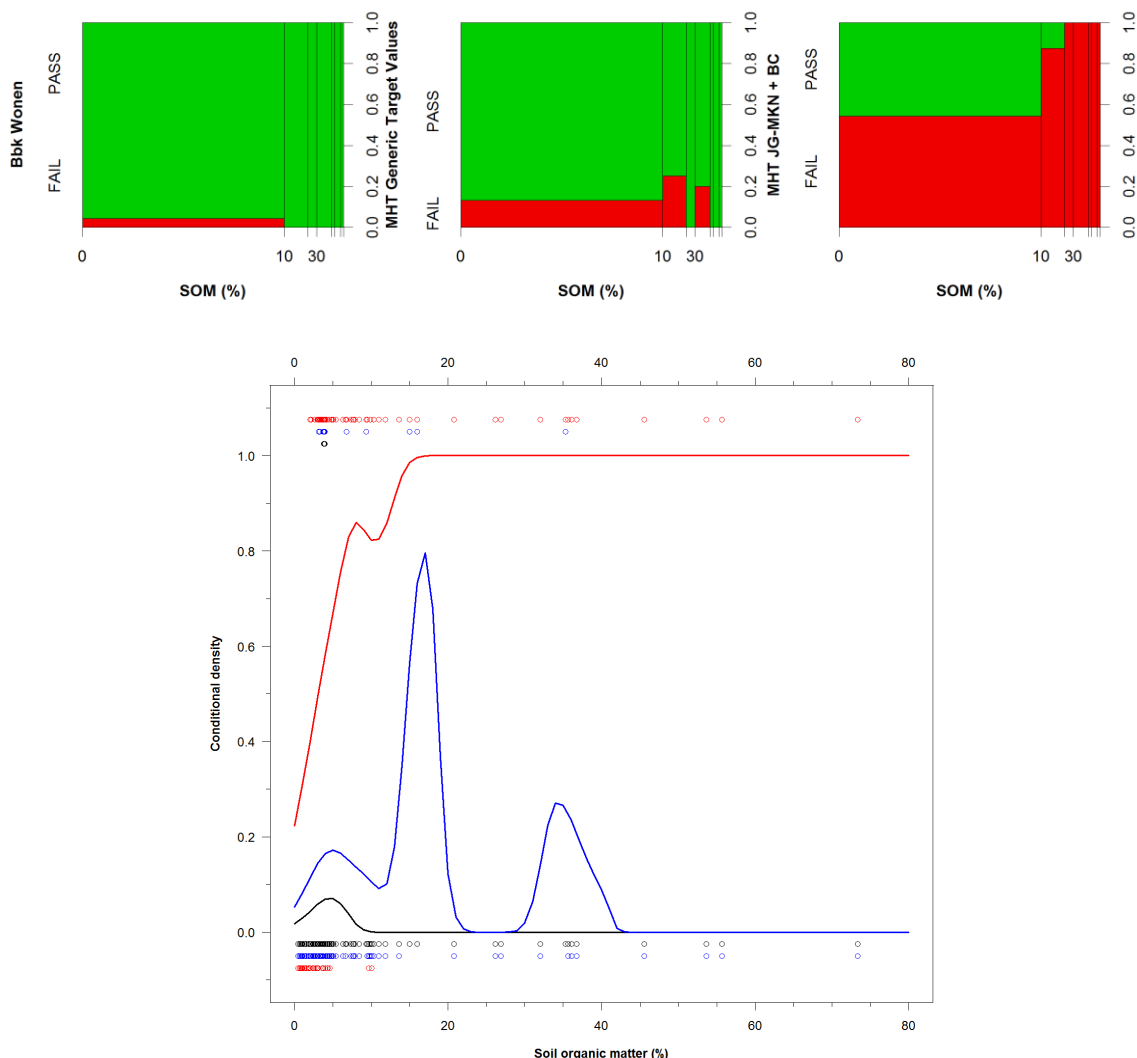 Bbk Wonen
FAIL PASS
0.0 0.2 0.4 0.6 0.8 1.0
0 10 30
SOM (%)
MHT Generic Target Values
FAIL PASS
0.0 0.2 0.4 0.6 0.8 1.0
0 10 30
SOM (%)
MHT JG-MKN + BC
FAIL PASS
0.0 0.2 0.4 0.6 0.8 1.0
0 10 30
SOM (%)
0 20 40 60 80
Conditional density
1.0
0.8
0.6
0.4
0.2
0.0
0 20 40 60 80
Soil organic matter (%)